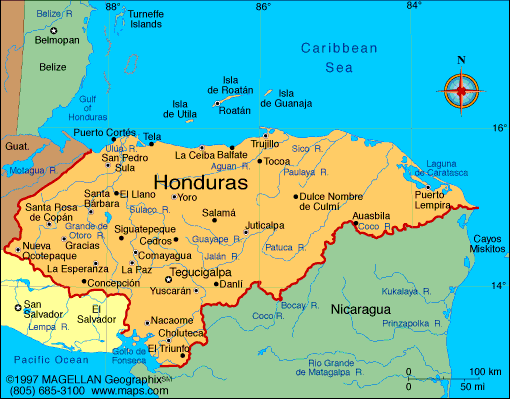 88
86
84
Belize R.
Turneffe
Islands
Belmopan
Belize
Caribbean
Sea
Isla
de Roatán
Isla
de Guanaja
N
Gulf
of
Honduras
Isla
de Utila
Roatán
16
Puerto Cortés
Tela
Trujillo
Guat.
Ulúa R.
San Pedro
Sula
La Ceiba
Balfate
Sico R.
Tocoa
Aguan R.
Paulaya R.
Laguna
de Caratasca
Motagua R.
Honduras
Puerto
Lempira
Santa
Bárbara
El Llano
Yoro
Dulce Nombre
de Culmí
Santa Rosa
de Copán
Sulaco R.
Salamá
Auasbila
Coco R.
Grande de
Otoro R.
Siguatepeque
Juticalpa
Cayos
Miskitos
Nueva
Ocotepeque
Gracias
Cedros
Guayape R.
Patuca R.
Comayagua
Jalán R.
La Esperanza
La Paz
Tegucigalpa
Concepción
Danlí
14
Yuscarán
Kukalaya R.
San
Salvador
Bocay R.
Nicaragua
El
Salvador
Lempa R.
Nacaome
Coco R.
Prinzapolka R.
Choluteca
Pacific Ocean
Golfo de
Fonseca
El Triunfo
Rio Grande
de Matagalpa R.
100 km
©1997 MAGELLAN GeographixSM
(805) 685-3100 www.maps.com
0
50 mi